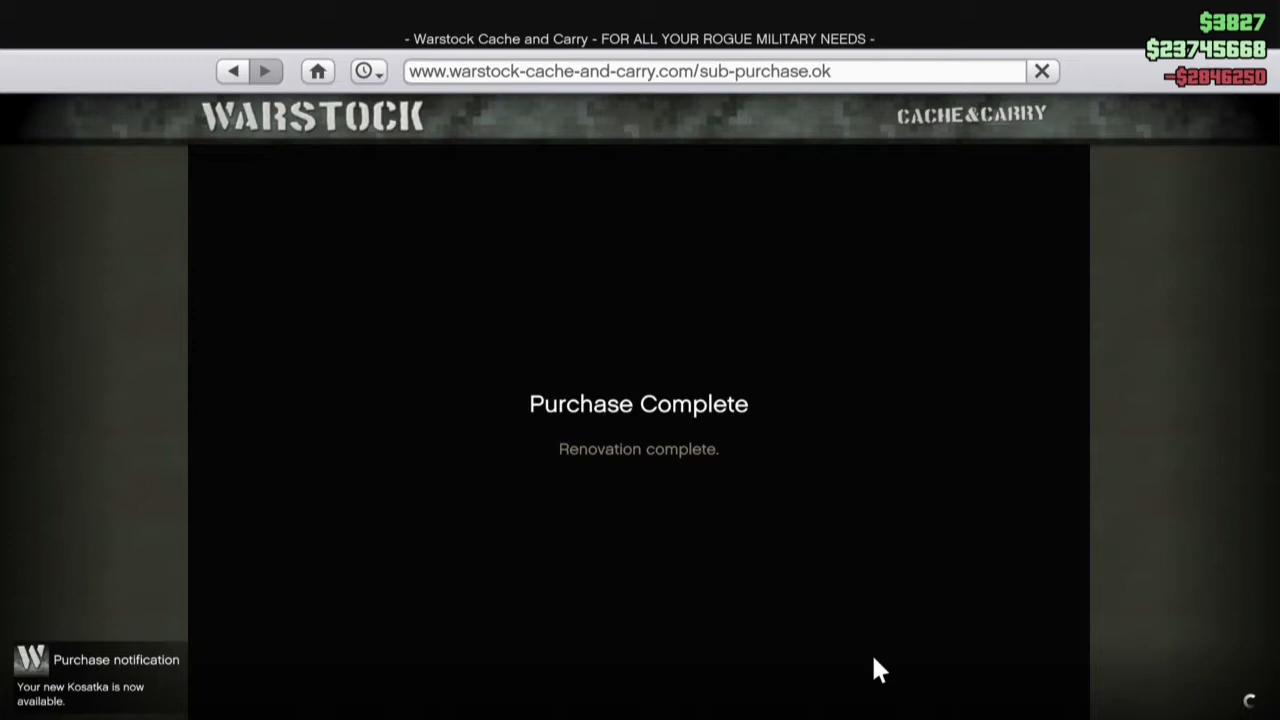 - Warstock Cache and Carry - FOR ALL YOUR ROGUE MILITARY NEEDS -
$3827
$23745668
-$2846250
www.warstock-cache-and-carry.com/sub-purchase.ok
WARSTOCK
CACHE&CARRY
Purchase Complete
Renovation complete.
W
Purchase notification
Your new Kosatka is now
available.